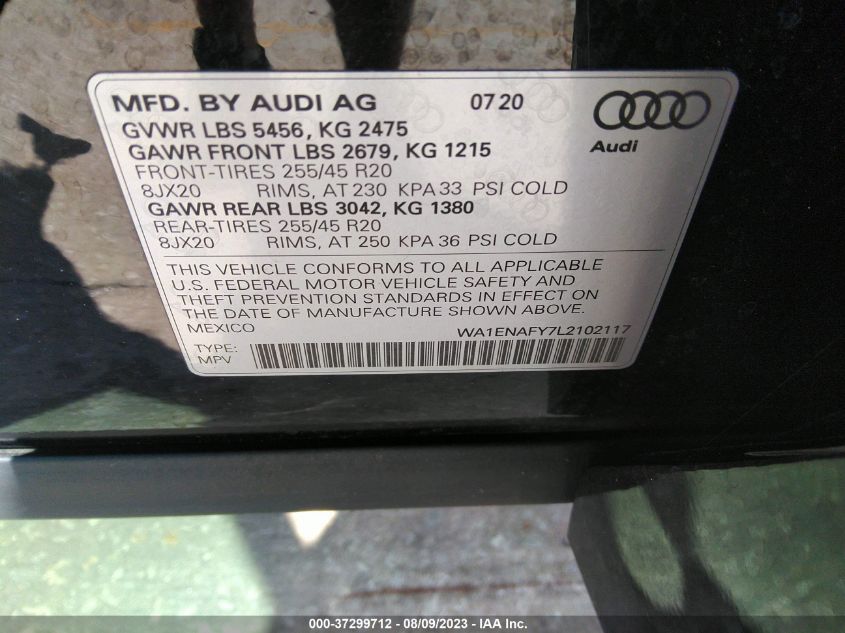 MFD. BY AUDI AG 07 20
GVWR LBS 5456, KG 2475
GAWR FRONT LBS 2679, KG 1215
FRONT-TIRES 255/45 R20
8JX20 RIMS, AT 230 KPA 33 PSI COLD
GAWR REAR LBS 3042, KG 1380
REAR-TIRES 255/45 R20
8JX20 RIMS, AT 250 KPA 36 PSI COLD
Audi
THIS VEHICLE CONFORMS TO ALL APPLICABLE
U.S. FEDERAL MOTOR VEHICLE SAFETY AND
THEFT PREVENTION STANDARDS IN EFFECT ON
THE DATE OF MANUFACTURE SHOWN ABOVE.
MEXICO WA1ENAFY7L2102117
TYPE:
MPV
000-37299712 - 08/09/2023 - IAA Inc.